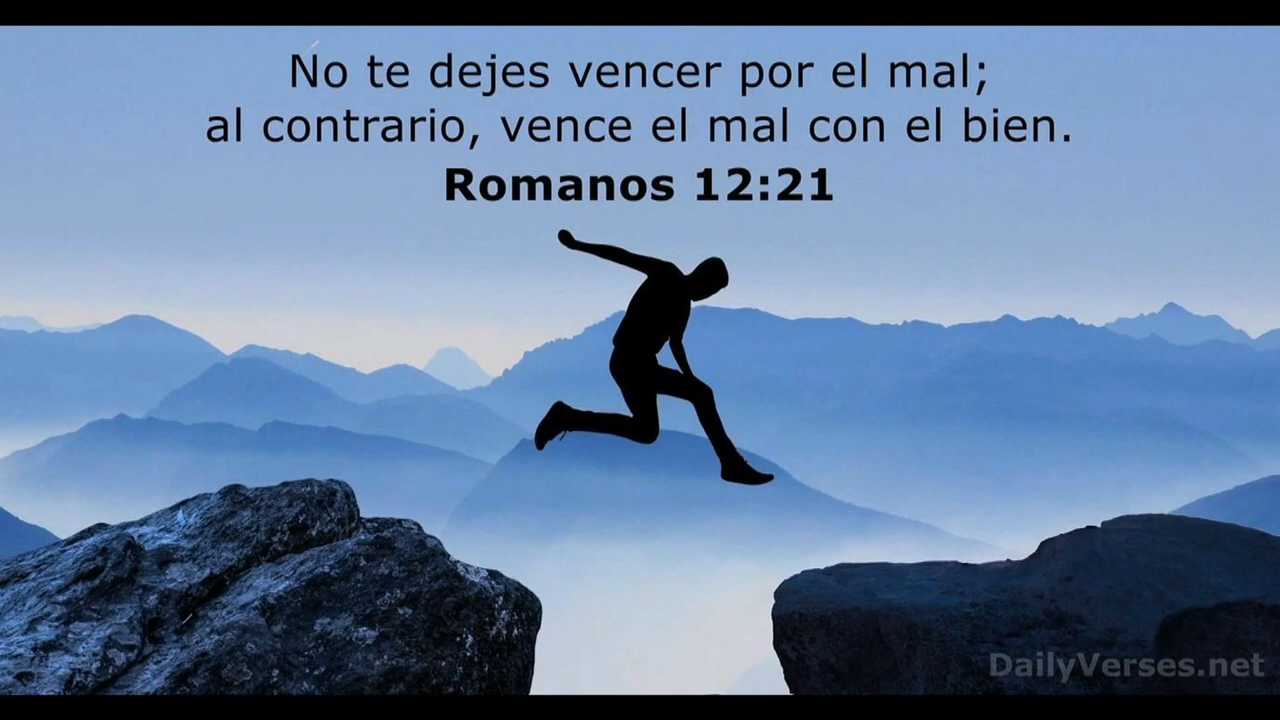 No te dejes vencer por el mal;
al contrario, vence el mal con el bien.
Romanos 12:21
DailyVerses.net